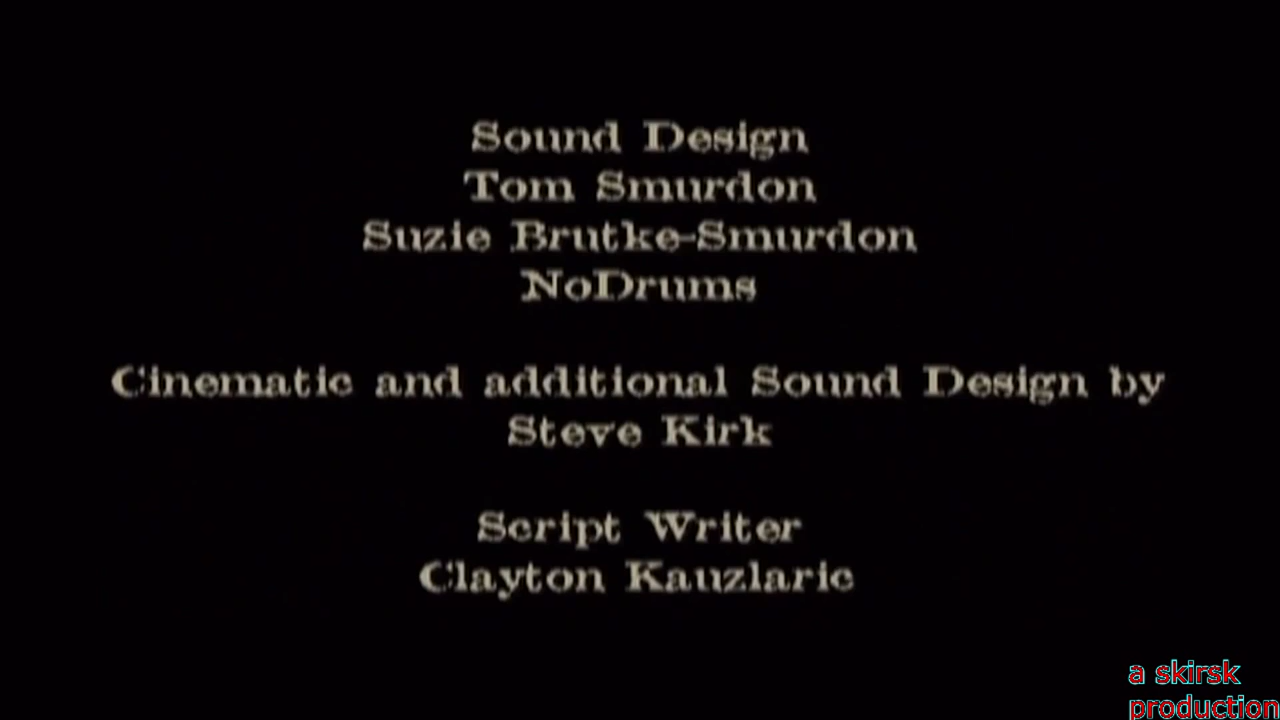 Sound Design
Tom Smurdon
Suzie Brutke-Smurdon
NoDrums
Cinematic and additional Sound Design by
Steve Kirk
Script Writer
Clayton Kauzlaric
a skirsk
production